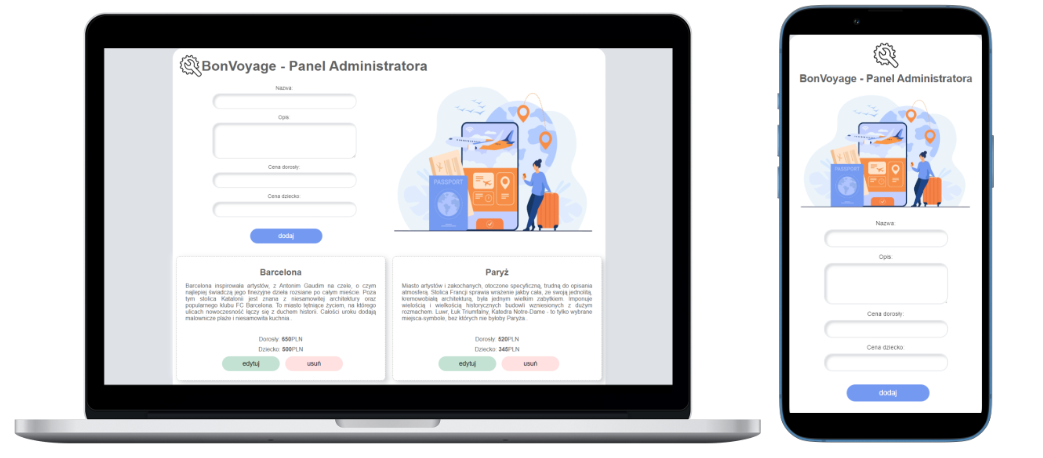 BonVoyage - Panel Administratora
Nazwa:
Opis:
Cena dorosły:
Cena dziecko:
dodaj
PASSPORT
Barcelona
Barcelona inspirowała artystów, z Antonim Gaudim na czele, o czym
najlepiej świadczą jego finezyjne dzieła rozsiane po całym mieście. Poza
tym stolica Katalonii jest znana z niesamowitej architektury oraz
popularnego klubu FC Barcelona. To miasto tętniące życiem, na którego
ulicach nowoczesność łączy się z duchem historii. Całości uroku dodają
malownicze plaże i niesamowita kuchnia.
Dorosły: 650PLN
Dziecko: 500PLN
edytuj
usuń
Paryż
Miasto artystów i zakochanych, otoczone specyficzną, trudną do opisania
atmosferą. Stolica Francji sprawia wrażenie jakby cała, ze swoją jednolitą,
kremowobiałą architekturą, była jednym wielkim zabytkiem. Imponuje
wielością i wielkością historycznych budowli wzniesionych z dużym
rozmachem. Luwr, Łuk Triumfalny, Katedra Notre-Dame - to tylko wybrane
miejsca-symbole, bez których nie byłoby Paryża.
Dorosły: 520PLN
Dziecko: 345PLN
edytuj
usuń
BonVoyage - Panel Administratora
PASSPORT
Nazwa:
Opis:
Cena dorosły:
Cena dziecko:
dodaj